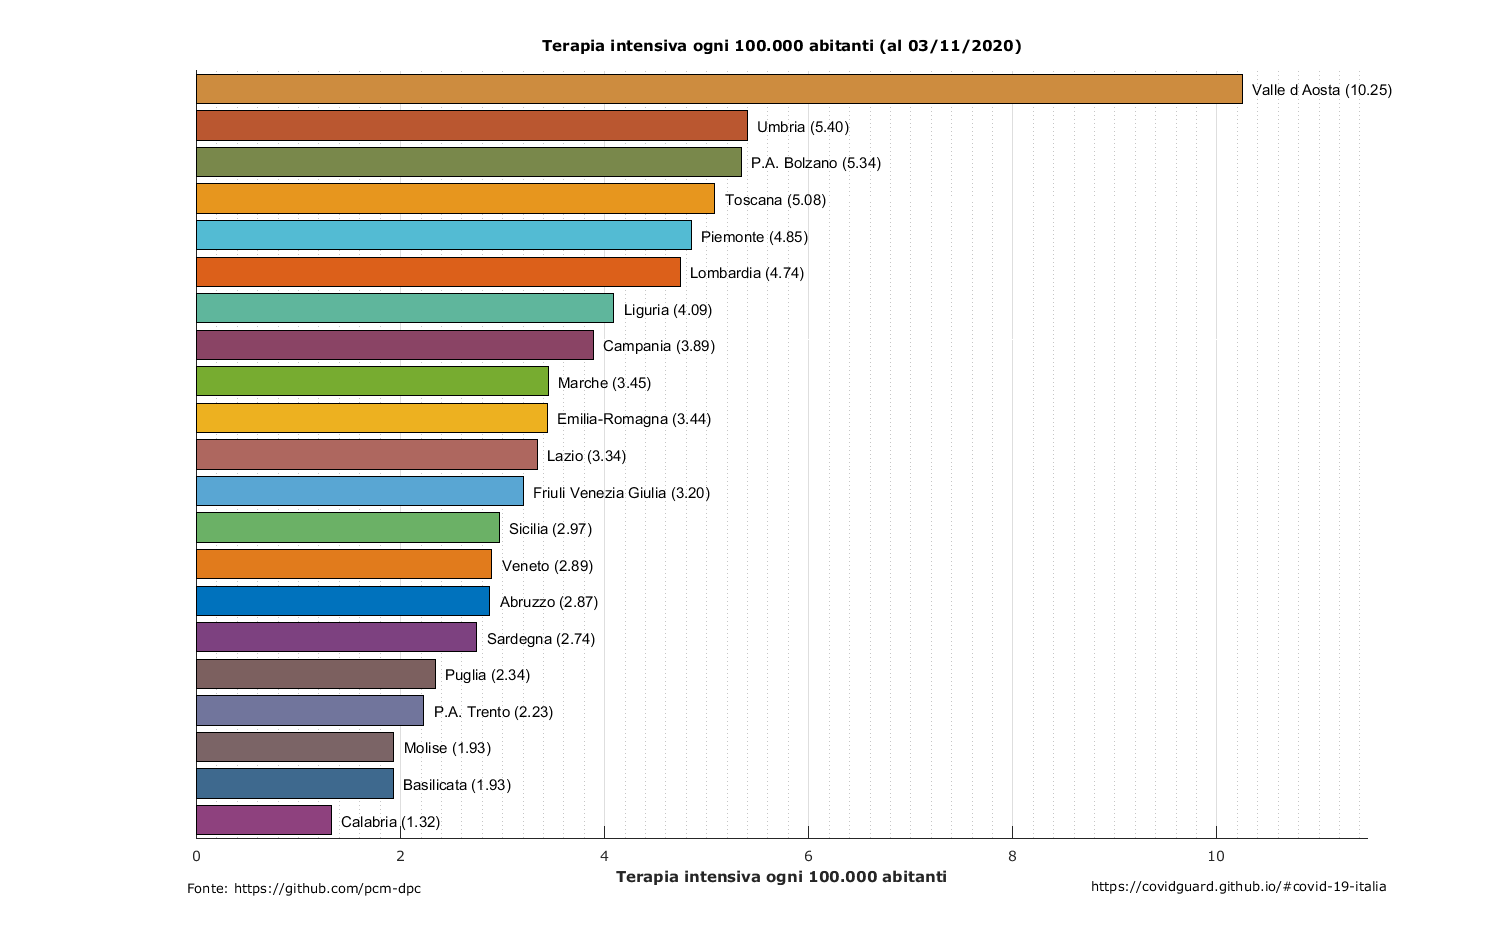 Terapia intensiva ogni 100.000 abitanti (al 03/11/2020)
Valle d Aosta (10.25)
Umbria (5.40)
P.A. Bolzano (5.34)
Toscana (5.08)
Piemonte (4.85)
Lombardia (4.74)
Liguria (4.09)
Campania (3.89)
Marche (3.45)
Emilia-Romagna (3.44)
Lazio (3.34)
Friuli Venezia Giulia (3.20)
Sicilia (2.97)
Veneto (2.89)
Abruzzo (2.87)
Sardegna (2.74)
Puglia (2.34)
P.A. Trento (2.23)
Molise (1.93)
Basilicata (1.93)
Calabria (1.32)
0 2 4 6 8 10
Terapia intensiva ogni 100.000 abitanti
Fonte: https://github.com/pcm-dpc
https://covidguard.github.io/#covid-19-italia